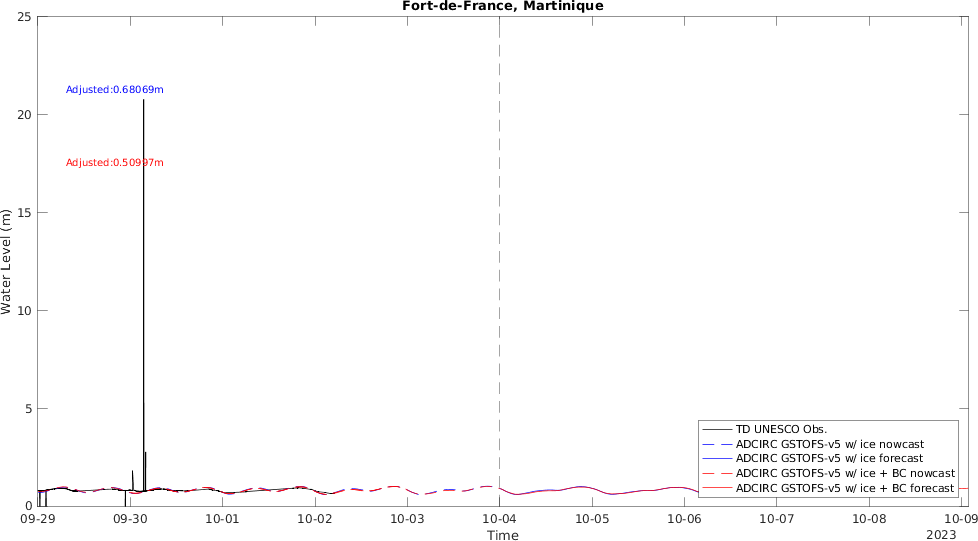 Fort-de-France, Martinique
25
Adjusted:0.68069m
20
Adjusted:0.50997m
15
Water Level (m)
10
5
TD UNESCO Obs.
ADCIRC GSTOFS-v5 w/ ice nowcast
ADCIRC GSTOFS-v5 w/ ice forecast
ADCIRC GSTOFS-v5 w/ ice + BC nowcast
ADCIRC GSTOFS-v5 w/ ice + BC forecast
0
09-29 09-30 10-01 10-02 10-03 10-04 10-05 10-06 10-07 10-08 10-09
Time
2023